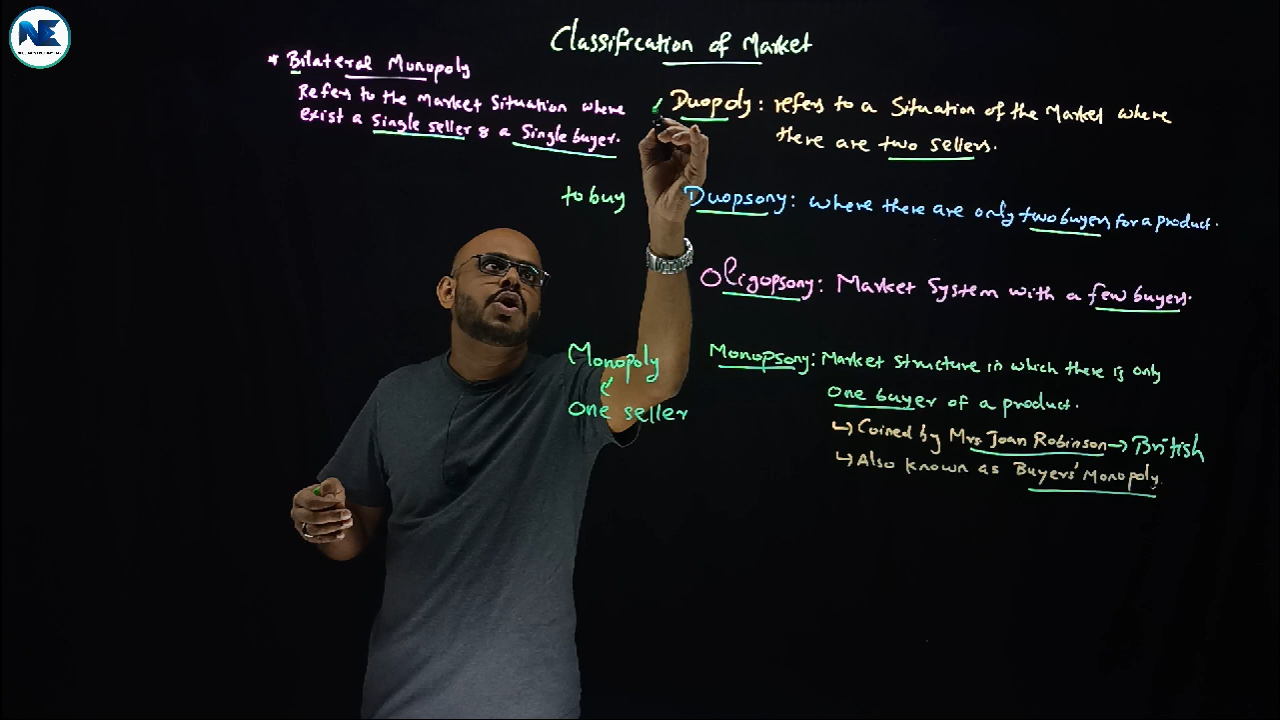 NE
Classification of Market
* Bilateral Monopoly
Refers to the Market Situation where
exist a Single seller & a Single buyer.
Duopoly: refers to a Situation of the Market where
there are two sellers.
to buy
Duopsony: where there are only two buyers for a product.
Oligopsony: Market System with a few buyers.
Monopoly
One seller
Monopsony: Market structure in which there is only
One buyer of a product.
↳ Coined by Mrs Joan Robinson → British
↳ Also known as Buyers' Monopoly.